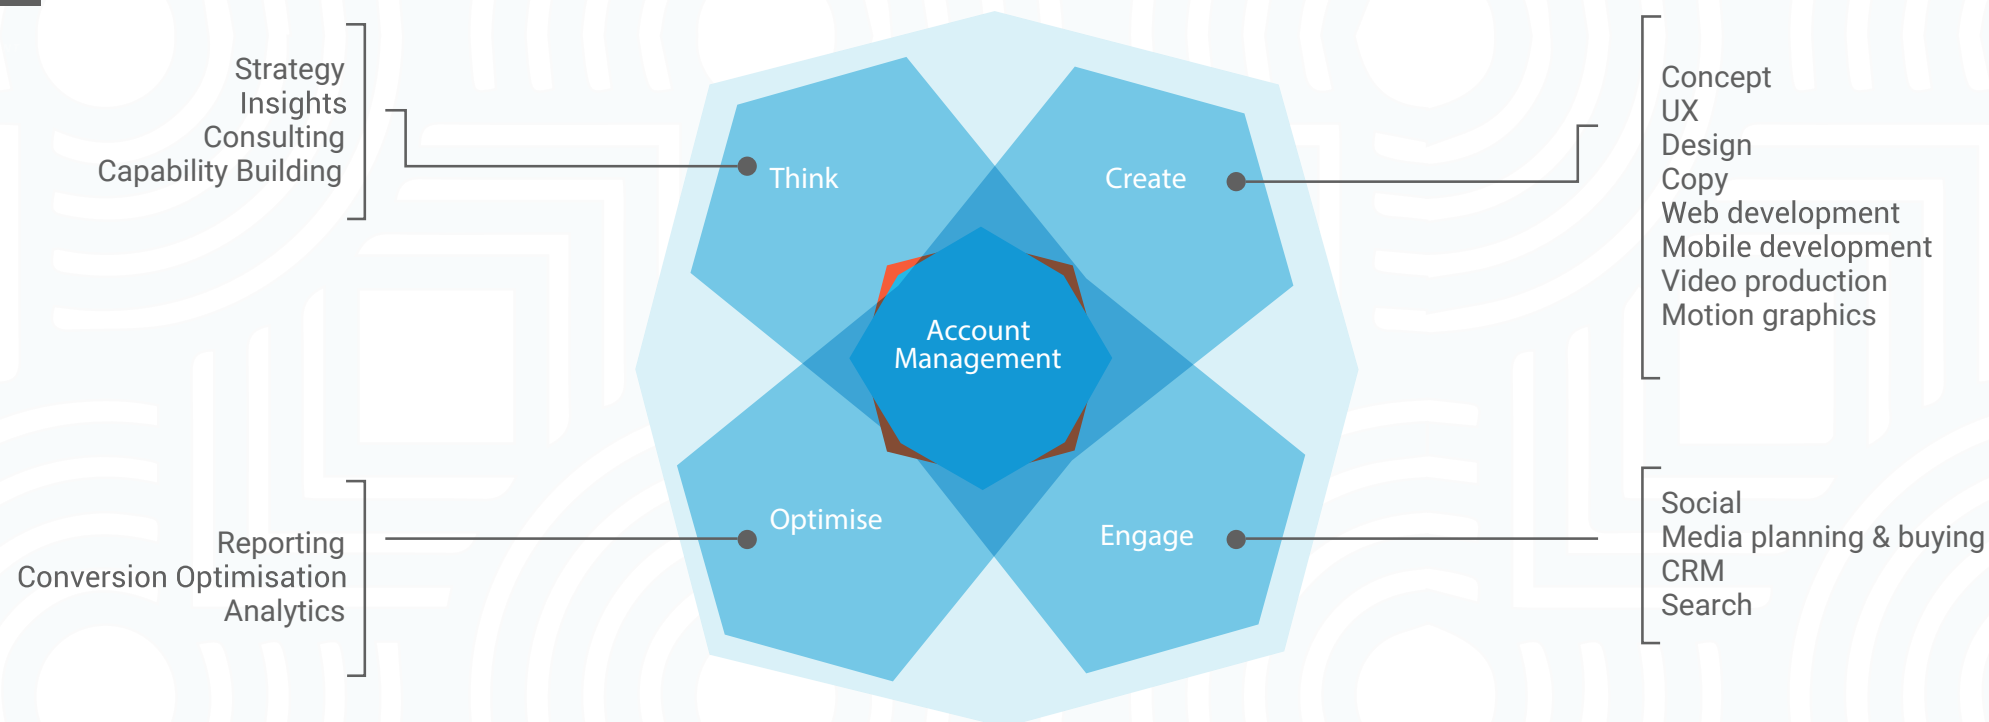 Strategy
Insights
Consulting
Capability Building
Think
Create
Concept
UX
Design
Copy
Web development
Mobile development
Video production
Motion graphics
Account
Management
Reporting
Conversion Optimisation
Analytics
Optimise
Engage
Social
Media planning & buying
CRM
Search